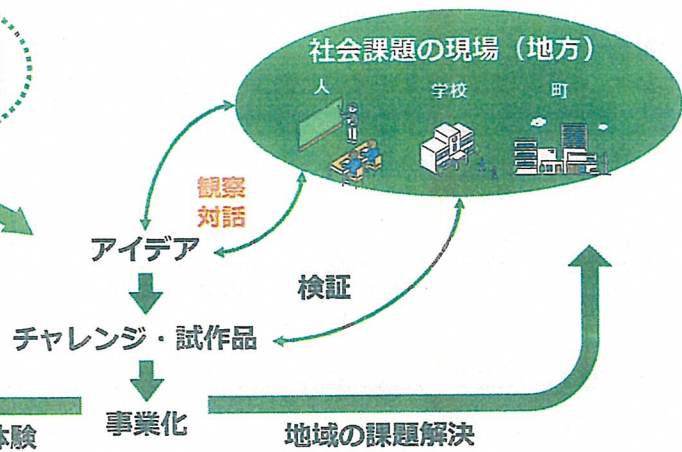 社会課題の現場（地方）
人 学校 町
観察
対話
アイデア
検証
チャレンジ・試作品
事業化
地域の課題解決
体験